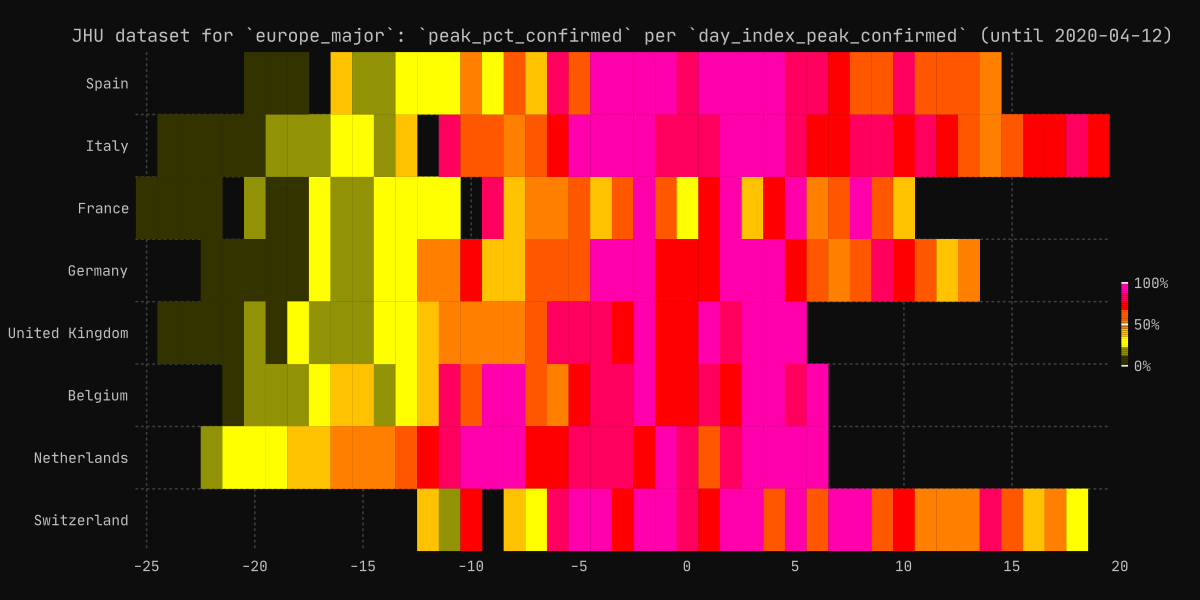 JHU dataset for `europe_major`: `peak_pct_confirmed` per `day_index_peak_confirmed` (until 2020-04-12)
Spain
Italy
France
Germany
United Kingdom
Belgium
Netherlands
Switzerland
100%
50%
0%
-25 -20 -15 -10 -5 0 5 10 15 20